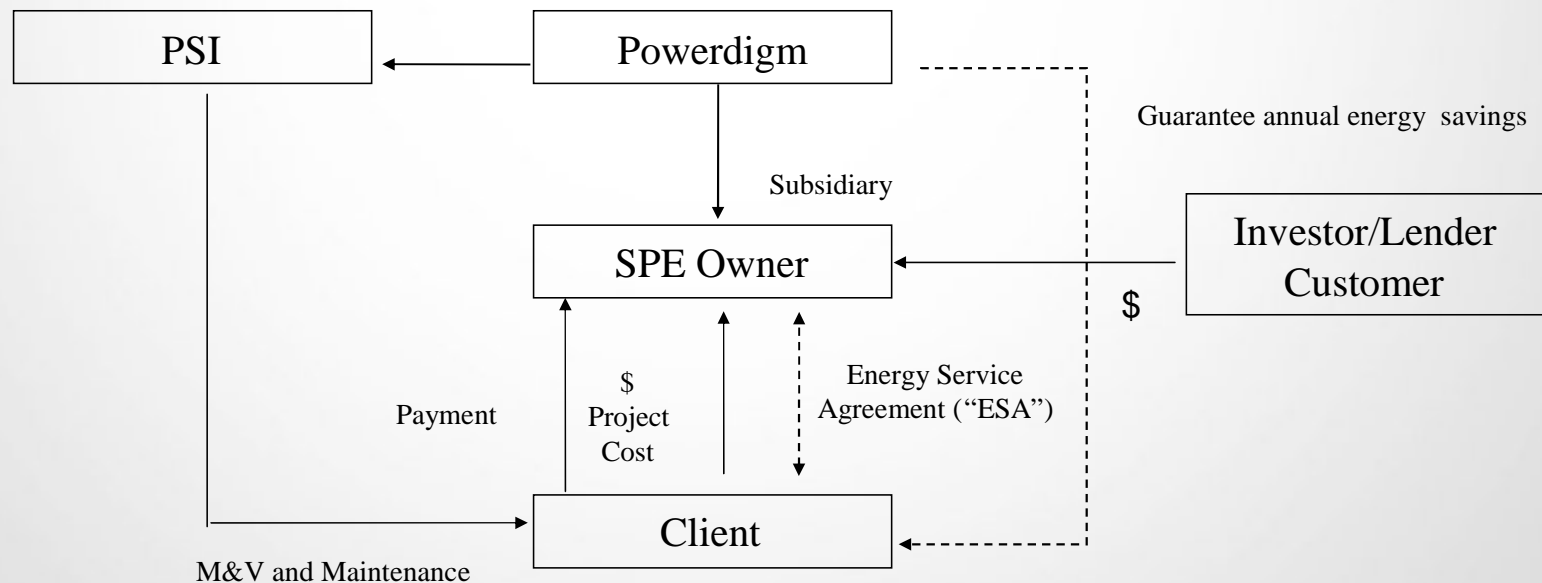 PSI
Powerdigm
Guarantee annual energy savings
Subsidiary
SPE Owner
Investor/Lender
Customer
$
Payment
$
Project
Cost
Energy Service
Agreement (“ESA”)
Client
M&V and Maintenance